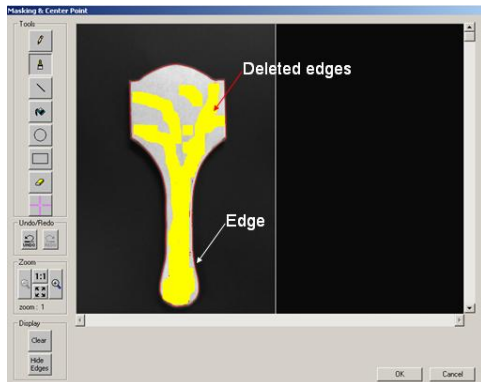 Masking & Center Point
Tools
Deleted edges
Edge
Undo/Redo
UNDO
Zoom
1:1
zoom : 1
Display
Clear
Hide Edges
OK
Cancel